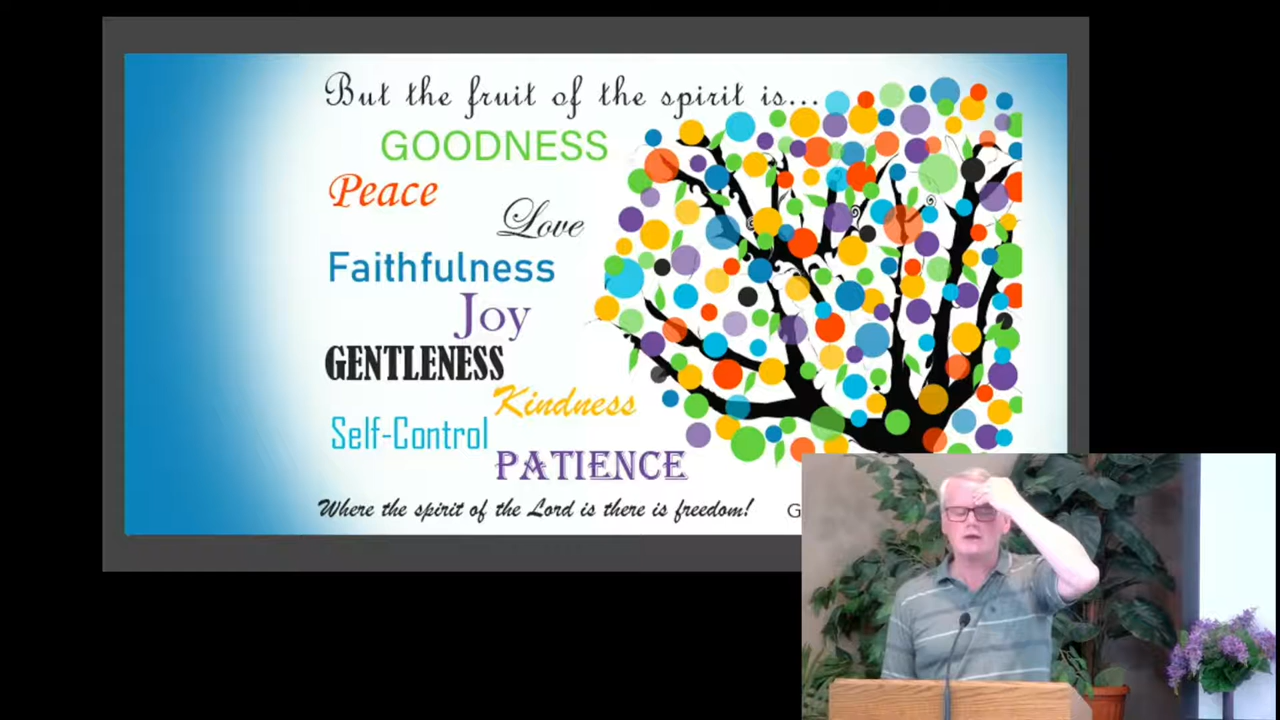 But the fruit of the spirit is...
GOODNESS
Peace
Love
Faithfulness
Joy
GENTLENESS
Kindness
Self-Control
PATIENCE
Where the spirit of the Lord is there is freedom!